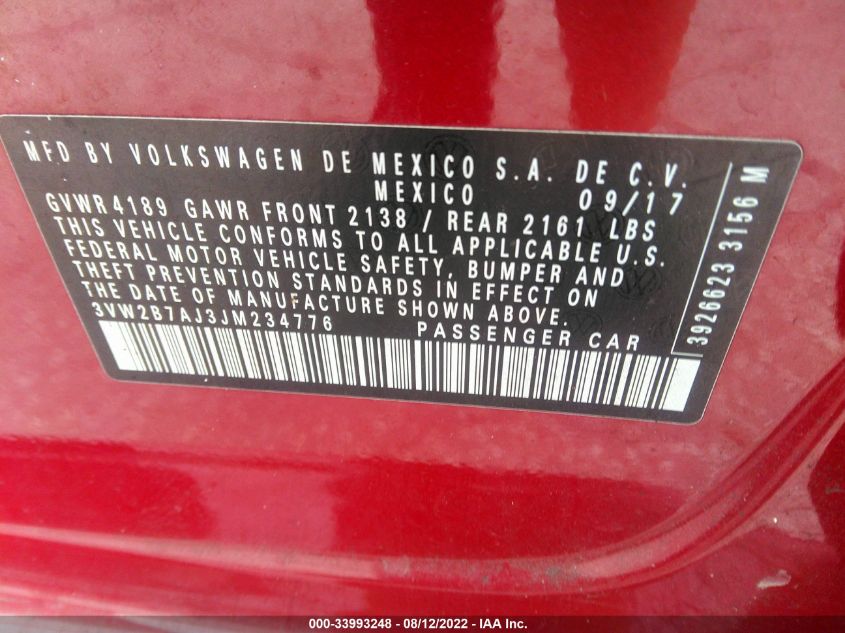 MFD BY VOLKSWAGEN DE MEXICO S.A. DE C.V.
MEXICO 09/17
GVWR 4189 GAWR FRONT 2138 / REAR 2161 LBS
THIS VEHICLE CONFORMS TO ALL APPLICABLE U.S.
FEDERAL MOTOR VEHICLE SAFETY, BUMPER AND
THEFT PREVENTION STANDARDS IN EFFECT ON
THE DATE OF MANUFACTURE SHOWN ABOVE.
3VW2B7AJ3JM234776 PASSENGER CAR
3926623 3156 M
000-33993248 - 08/12/2022 - IAA Inc.